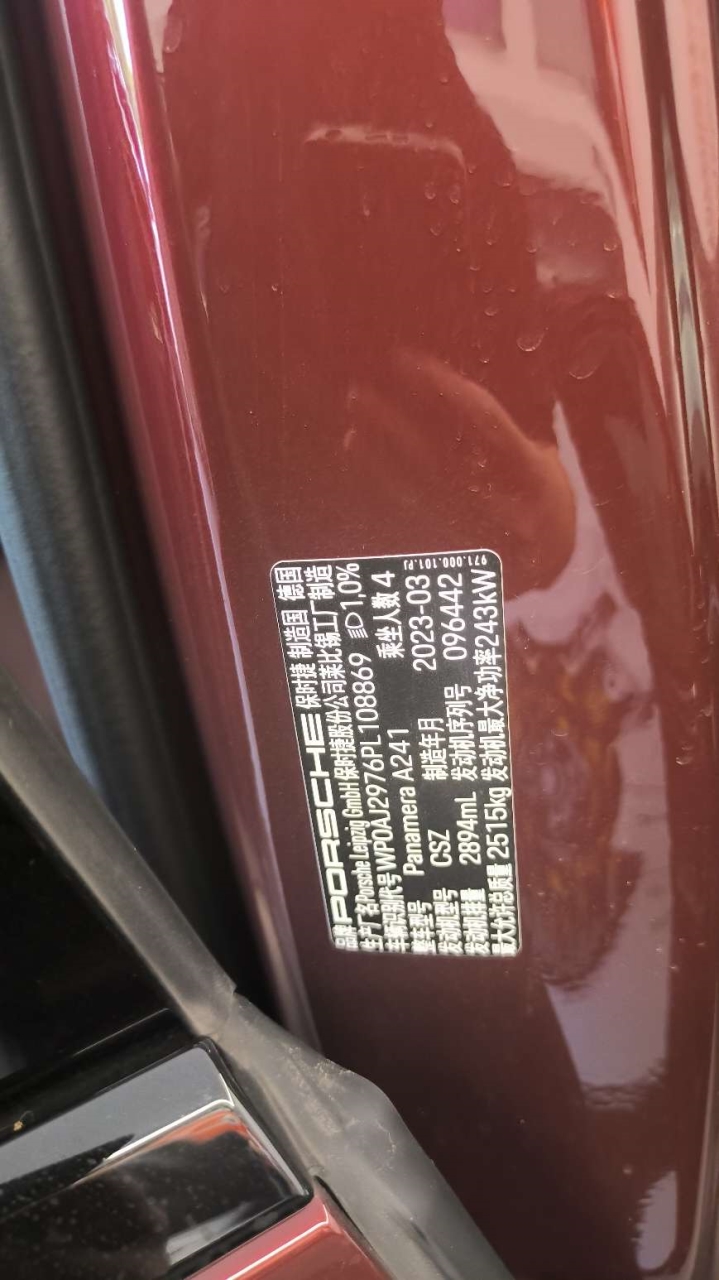 品牌 PORSCHE 保时捷 制造国 德国
生产厂名 Porsche Leipzig GmbH 保时捷股份公司莱比锡工厂制造
车辆识别代号 WP0AJ2976PL108869 1,0%
整车型号 Panamera A241 乘坐人数 4
发动机型号 CSZ 制造年月 2023-03
发动机排量 2894mL 发动机序列号 096442
最大允许总质量 2515kg 发动机最大净功率 243kW
971.000.101.PJ